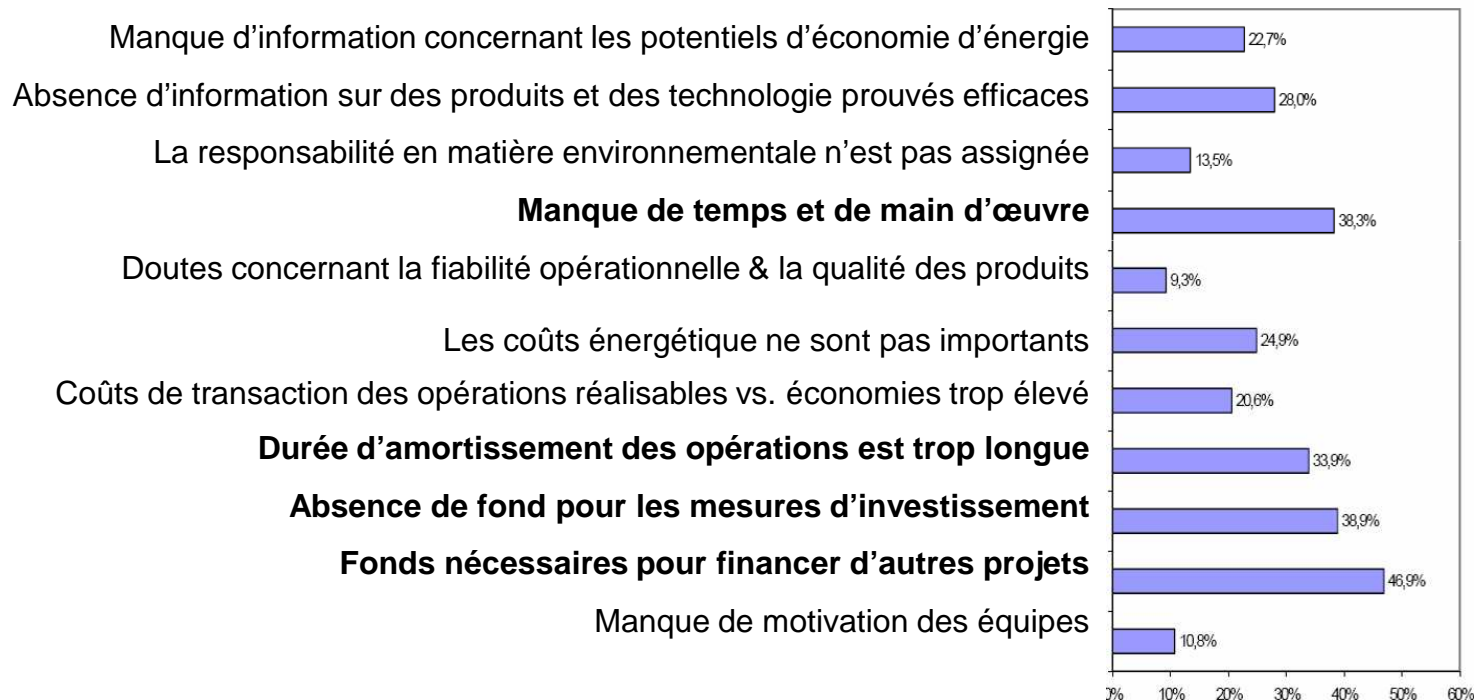 Manque d’information concernant les potentiels d’économie d’énergie 22,7%
Absence d’information sur des produits et des technologie prouvés efficaces 28,0%
La responsabilité en matière environnementale n’est pas assignée 13,5%
Manque de temps et de main d’œuvre 38,3%
Doutes concernant la fiabilité opérationnelle & la qualité des produits 9,3%
Les coûts énergétique ne sont pas importants 24,9%
Coûts de transaction des opérations réalisables vs. économies trop élevé 20,6%
Durée d’amortissement des opérations est trop longue 33,9%
Absence de fond pour les mesures d’investissement 38,9%
Fonds nécessaires pour financer d’autres projets 46,9%
Manque de motivation des équipes 10,8%
0% 10% 20% 30% 40% 50% 60%